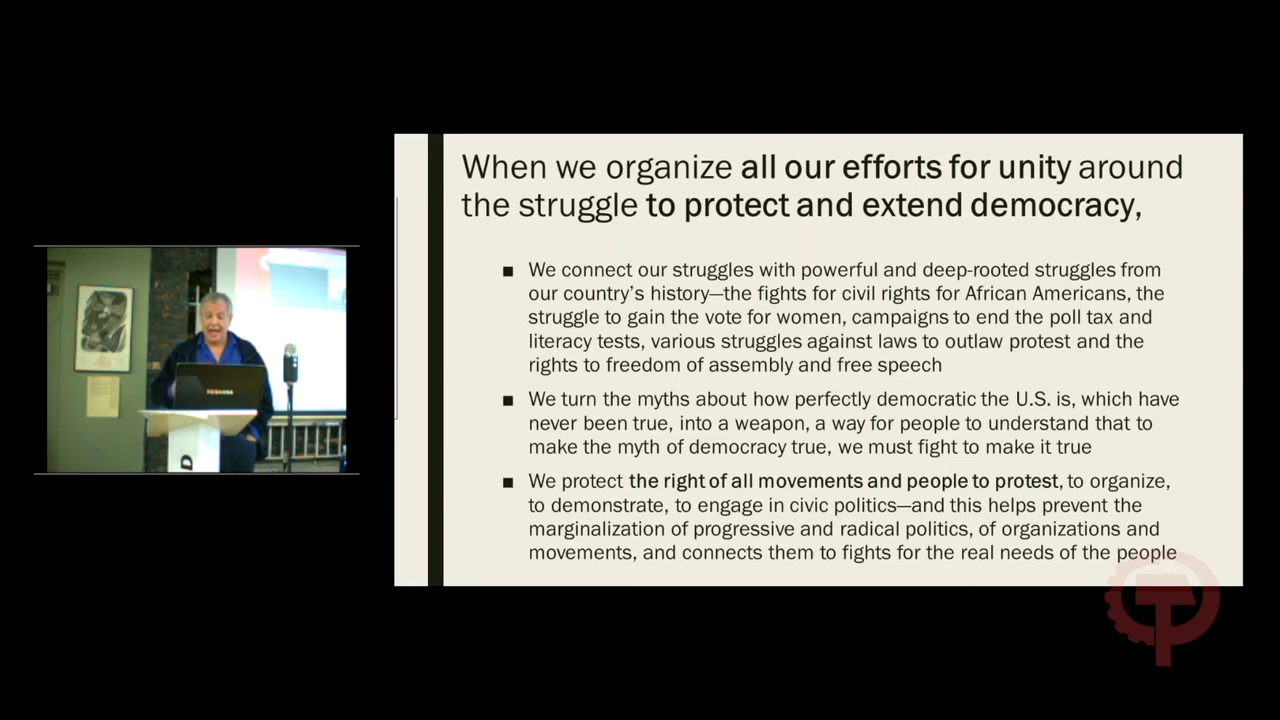 When we organize all our efforts for unity around
the struggle to protect and extend democracy,
■ We connect our struggles with powerful and deep-rooted struggles from
our country’s history—the fights for civil rights for African Americans, the
struggle to gain the vote for women, campaigns to end the poll tax and
literacy tests, various struggles against laws to outlaw protest and the
rights to freedom of assembly and free speech
■ We turn the myths about how perfectly democratic the U.S. is, which have
never been true, into a weapon, a way for people to understand that to
make the myth of democracy true, we must fight to make it true
■ We protect the right of all movements and people to protest, to organize,
to demonstrate, to engage in civic politics—and this helps prevent the
marginalization of progressive and radical politics, of organizations and
movements, and connects them to fights for the real needs of the people
TOSHIBA
D